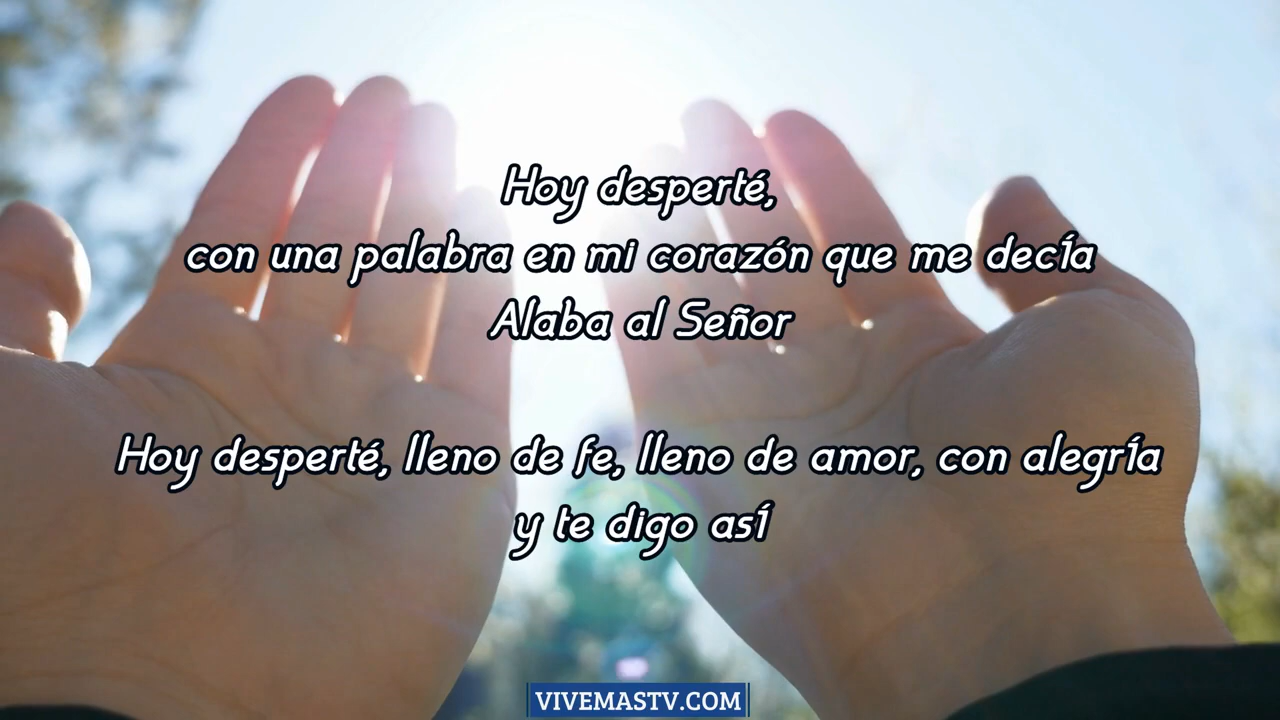 Hoy desperté,
con una palabra en mi corazón que me decía
Alaba al Señor
Hoy desperté, lleno de fe, lleno de amor, con alegría
y te digo así
VIVEMASTV.COM